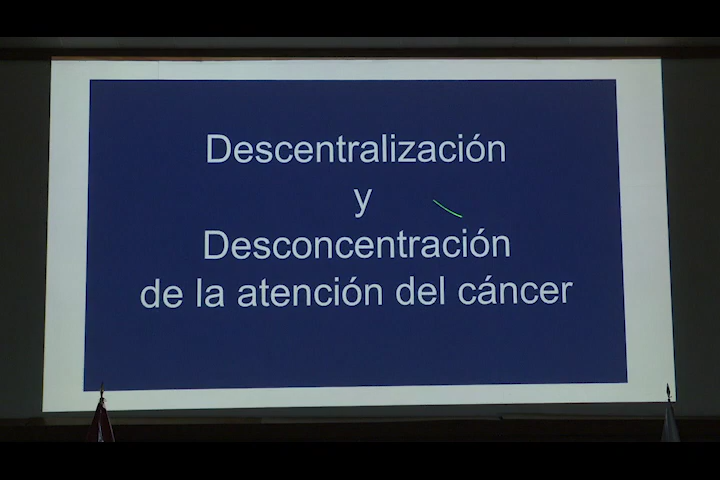 Descentralización
y
Desconcentración
de la atención del cáncer